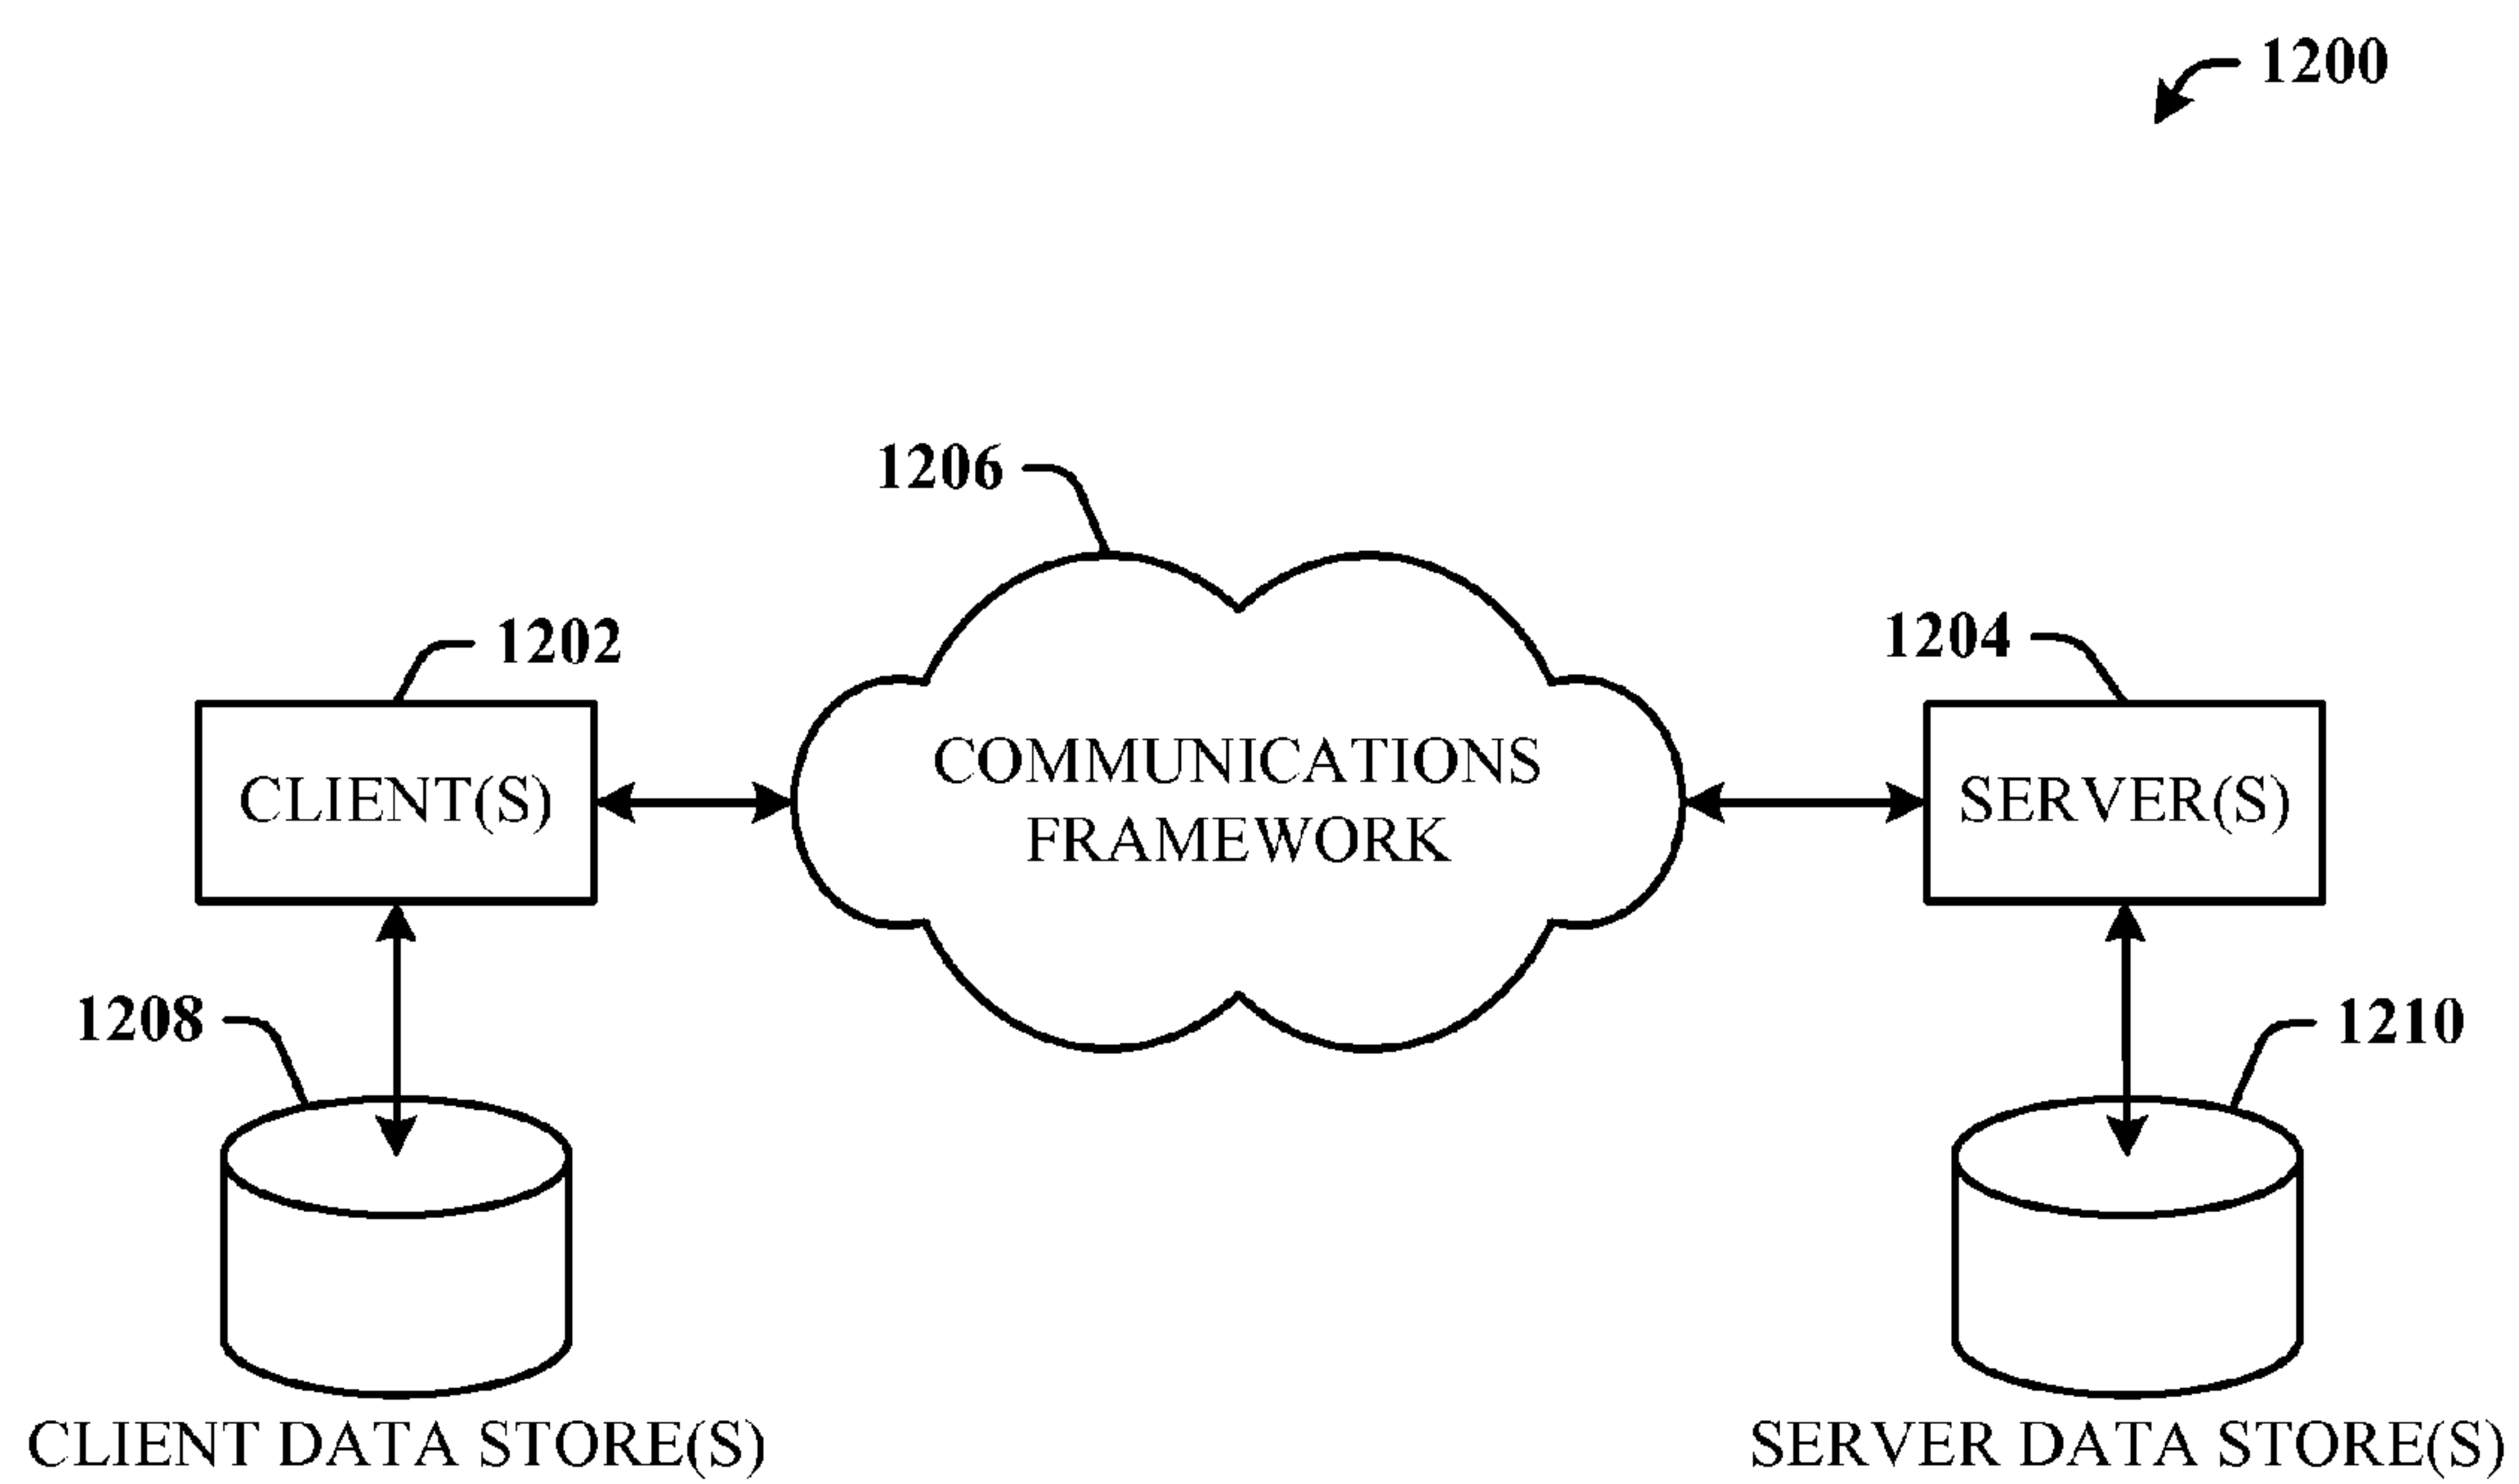 1200
1206
1202
1204
COMMUNICATIONS
FRAMEWORK
CLIENT(S)
SERVER(S)
1208
1210
CLIENT DATA STORE(S)
SERVER DATA STORE(S)